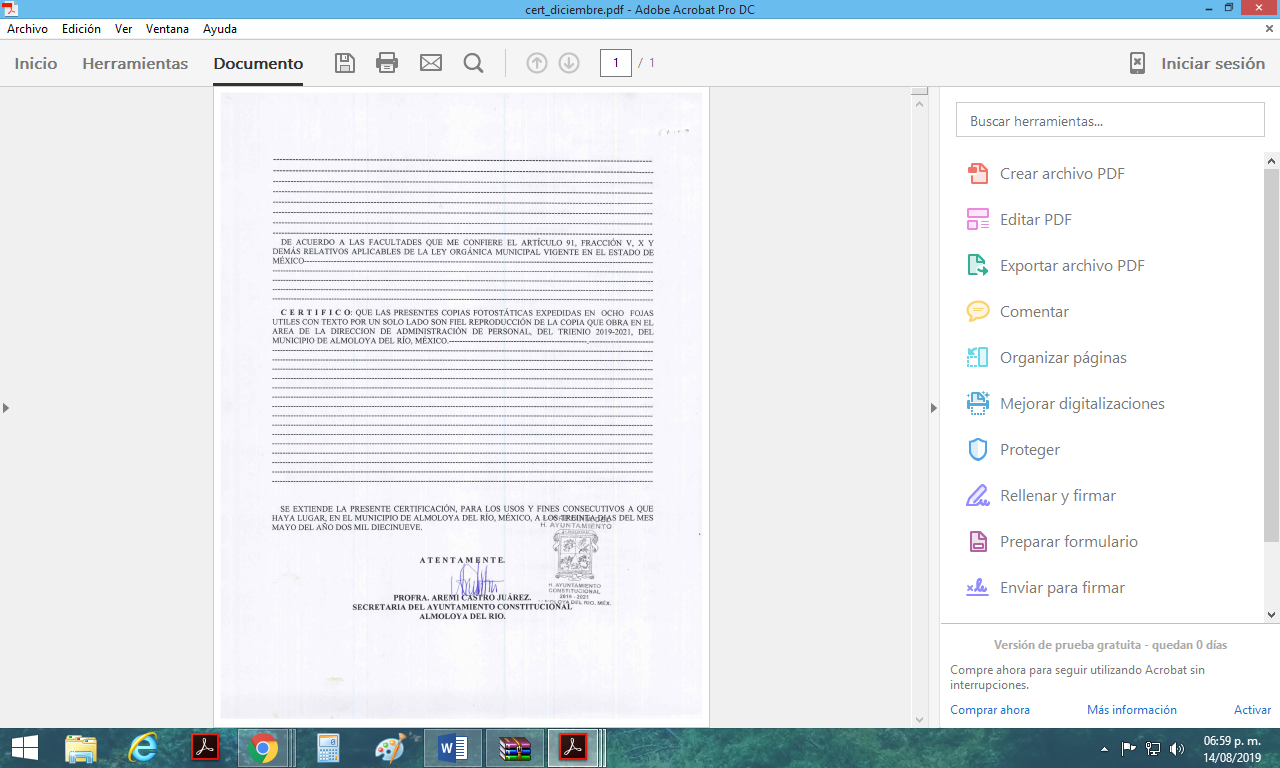 cert_diciembre.pdf - Adobe Acrobat Pro DC
Archivo Edición Ver Ventana Ayuda
Inicio Herramientas Documento 1 / 1 Iniciar sesión
Buscar herramientas...
Crear archivo PDF
Editar PDF
Exportar archivo PDF
Comentar
Organizar páginas
Mejorar digitalizaciones
Proteger
Rellenar y firmar
Preparar formulario
Enviar para firmar
Versión de prueba gratuita - quedan 0 días
Compre ahora para seguir utilizando Acrobat sin
interrupciones.
Comprar ahora Más información Activar
DE ACUERDO A LAS FACULTADES QUE ME CONFIERE EL ARTÍCULO 91, FRACCIÓN V, X Y
DEMÁS RELATIVOS APLICABLES DE LA LEY ORGÁNICA MUNICIPAL VIGENTE EN EL ESTADO DE
MÉXICO
C E R T I F I C O: QUE LAS PRESENTES COPIAS FOTOSTÁTICAS EXPEDIDAS EN OCHO FOJAS
UTILES CON TEXTO POR UN SOLO LADO SON FIEL REPRODUCCIÓN DE LA COPIA QUE OBRA EN EL
AREA DE LA DIRECCION DE ADMINISTRACIÓN DE PERSONAL, DEL TRIENIO 2019-2021, DEL
MUNICIPIO DE ALMOLOYA DEL RÍO, MÉXICO.
SE EXTIENDE LA PRESENTE CERTIFICACIÓN, PARA LOS USOS Y FINES CONSECUTIVOS A QUE
HAYA LUGAR, EN EL MUNICIPIO DE ALMOLOYA DEL RÍO, MÉXICO, A LOS TREINTA DIAS DEL MES
MAYO DEL AÑO DOS MIL DIECINUEVE.
H. AYUNTAMIENTO
A T E N T A M E N T E.
H. AYUNTAMIENTO
CONSTITUCIONAL
2019 - 2021
DEL RIO, MÉX.
PROFRA. AREMI CASTRO JUÁREZ.
SECRETARIA DEL AYUNTAMIENTO CONSTITUCIONAL
ALMOLOYA DEL RIO.
06:59 p. m.
14/08/2019